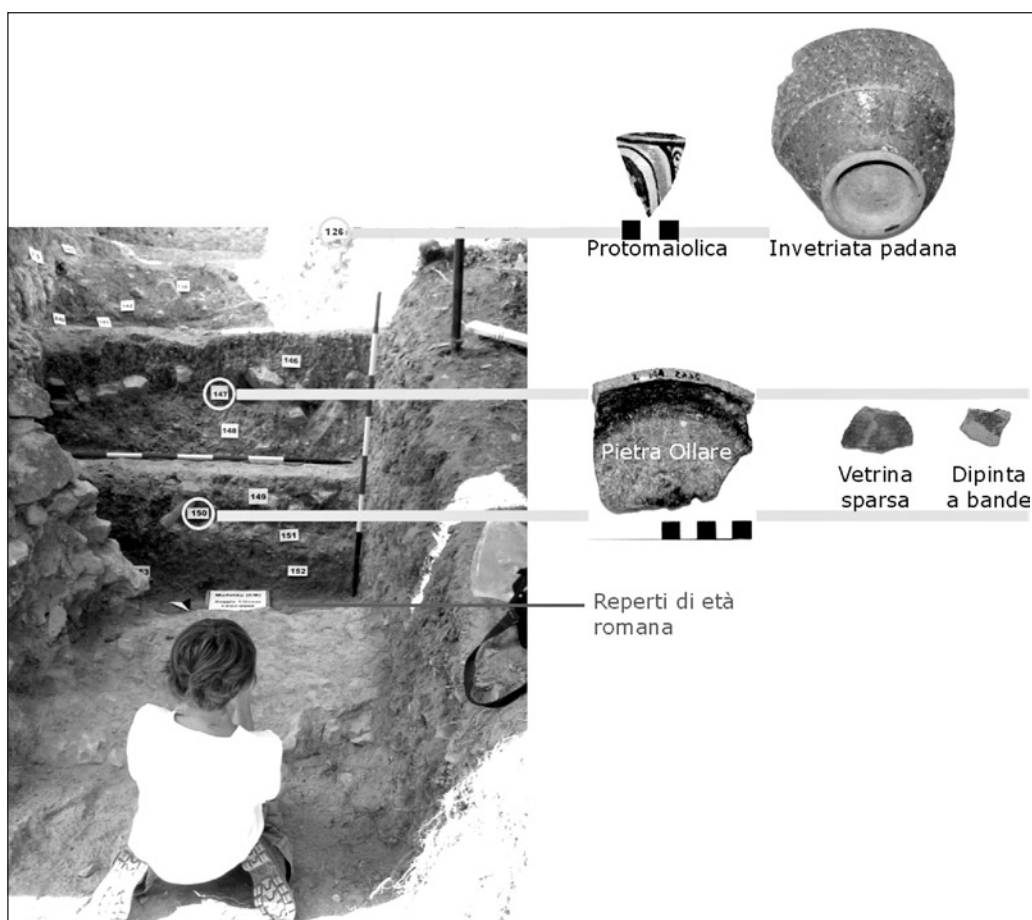 126
Protomaiolica
Invetriata padana
146
147
148
Pietra Ollare
Vetrina
sparsa
Dipinta
a bande
149
150
151
152
Reperti di età
romana